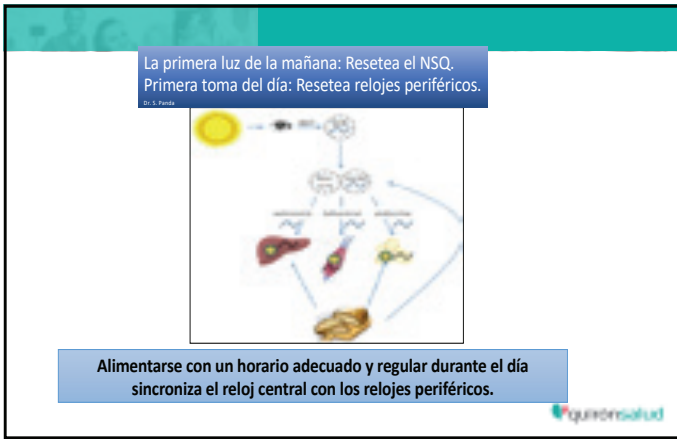 La primera luz de la mañana: Resetea el NSQ.
Primera toma del día: Resetea relojes periféricos.
Dr. S. Panda
Alimentarse con un horario adecuado y regular durante el día
sincroniza el reloj central con los relojes periféricos.
quirónsalud